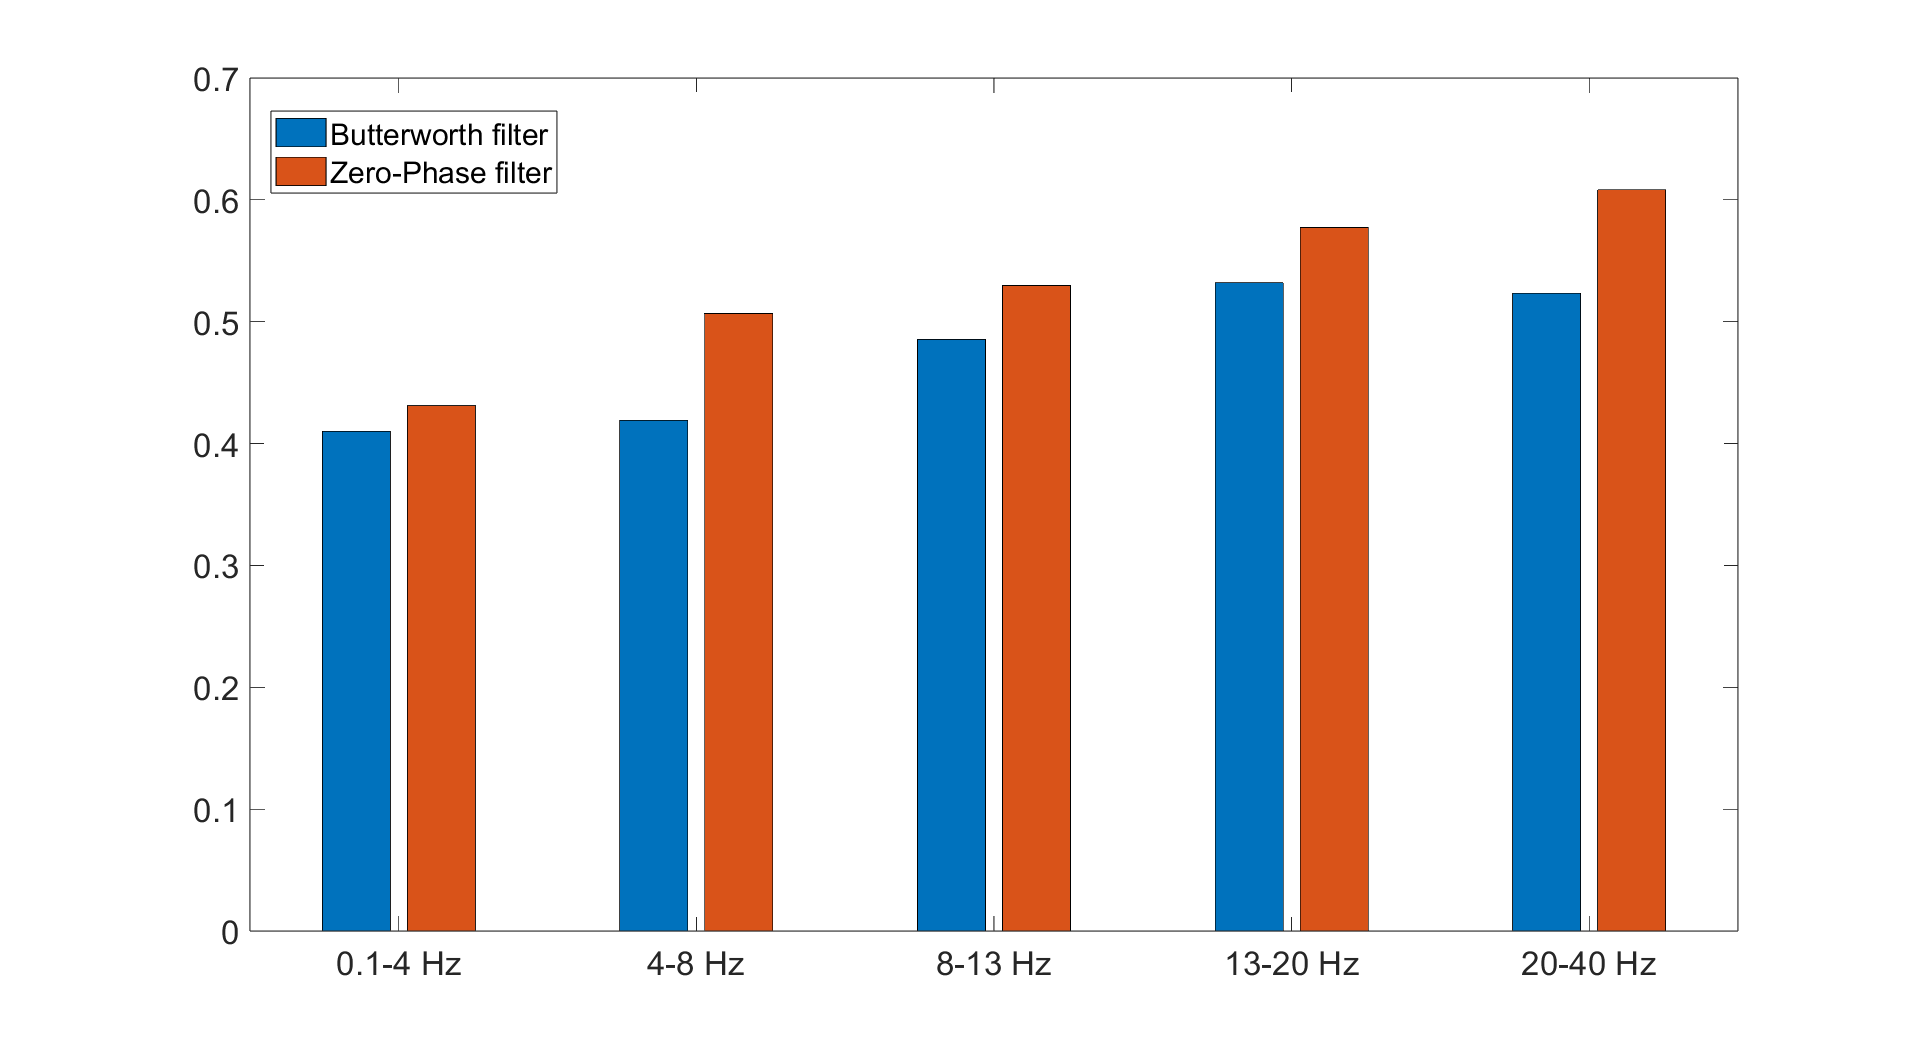 0.7
0.6
0.5
0.4
0.3
0.2
0.1
0
Butterworth filter
Zero-Phase filter
0.1-4 Hz
4-8 Hz
8-13 Hz
13-20 Hz
20-40 Hz